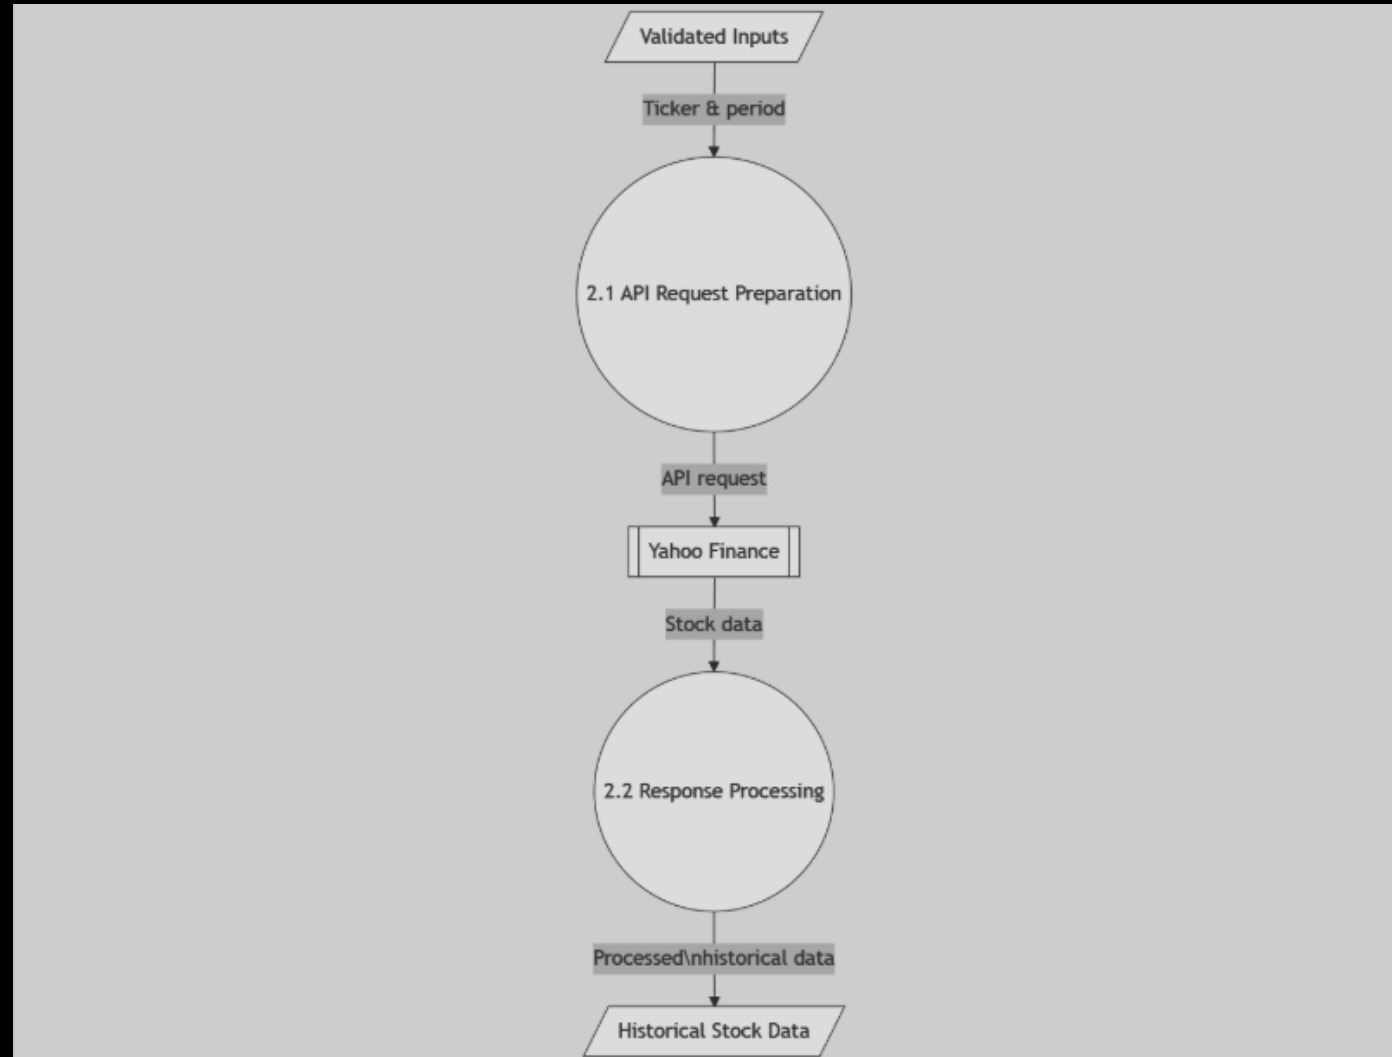 Validated Inputs
Ticker & period
2.1 API Request Preparation
API request
Yahoo Finance
Stock data
2.2 Response Processing
Processed\nhistorical data
Historical Stock Data